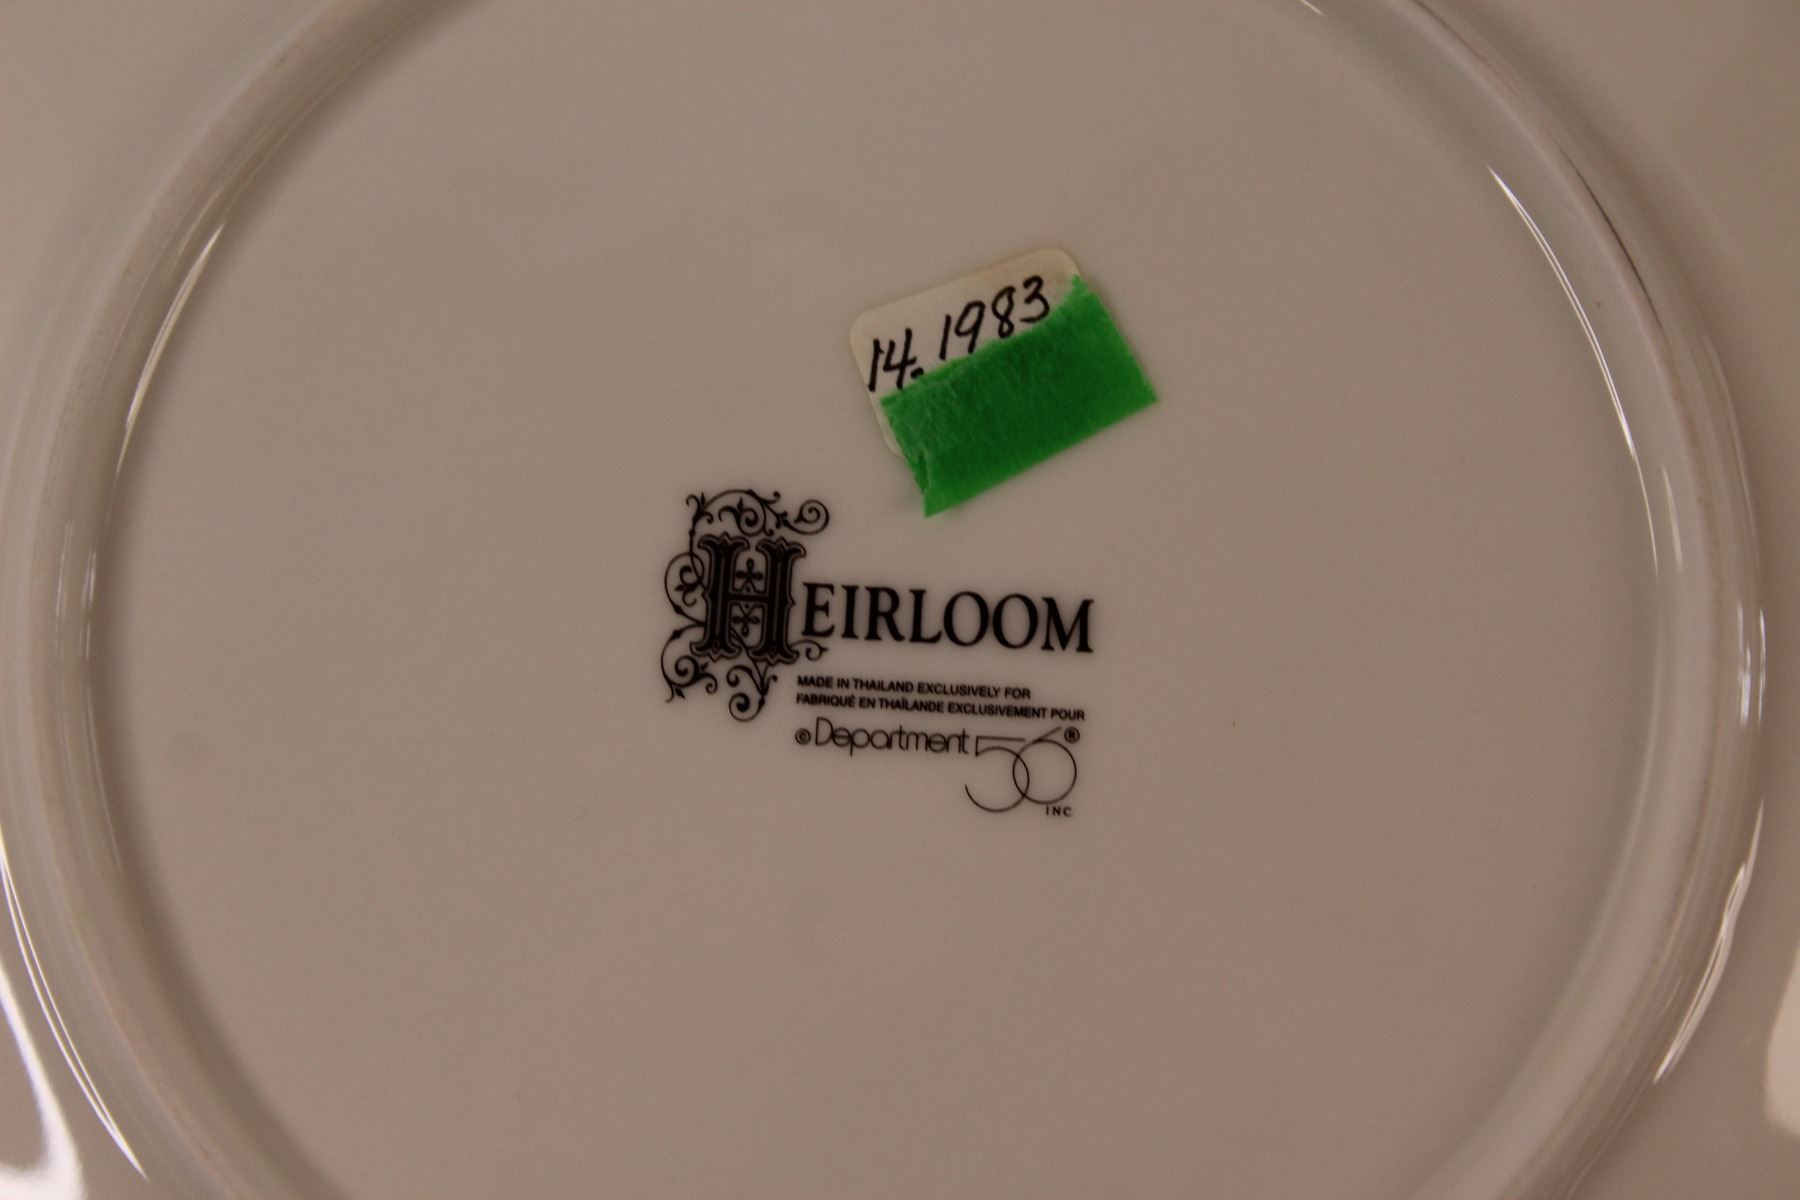 14. 1983
HEIRLOOM
MADE IN THAILAND EXCLUSIVELY FOR
FABRIQUÉ EN THAÏLANDE EXCLUSIVEMENT POUR
© Department 56 ®
INC